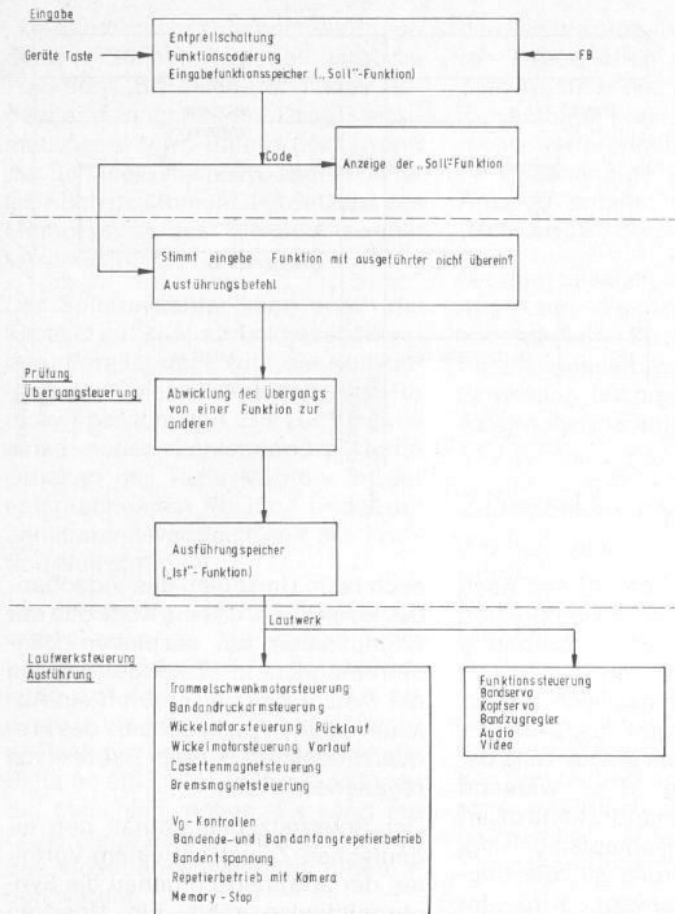 Eingabe
Geräte Taste
Entprellschaltung
Funktionscodierung
Eingabefunktionsspeicher („Soll"-Funktion)
FB
Code
Anzeige der „Soll"Funktion
Stimmt eingebe Funktion mit ausgeführter nicht überein?
Ausführungsbefehl
Prüfung
Übergangsteuerung
Abwicklung des Übergangs
von einer Funktion zur
anderen
Ausführungspeicher
(„Ist"-Funktion)
Laufwerk
Laufwerksteuerung
Ausführung
Trommelschwenkmotorsteuerung
Bandandruckarmsteuerung
Wickelmotorsteuerung Rücklauf
Wickelmotorsteuerung Vorlauf
Casettenmagnetsteuerung
Bremsmagnetsteuerung
V0-Kontrollen
Bandende-und Bandanfangrepetierbetrieb
Bandentspannung
Repetierbetrieb mit Kamera
Memory-Stop
Funktionssteuerung
Bandservo
Kopfservo
Bandzugregler
Audio
Video